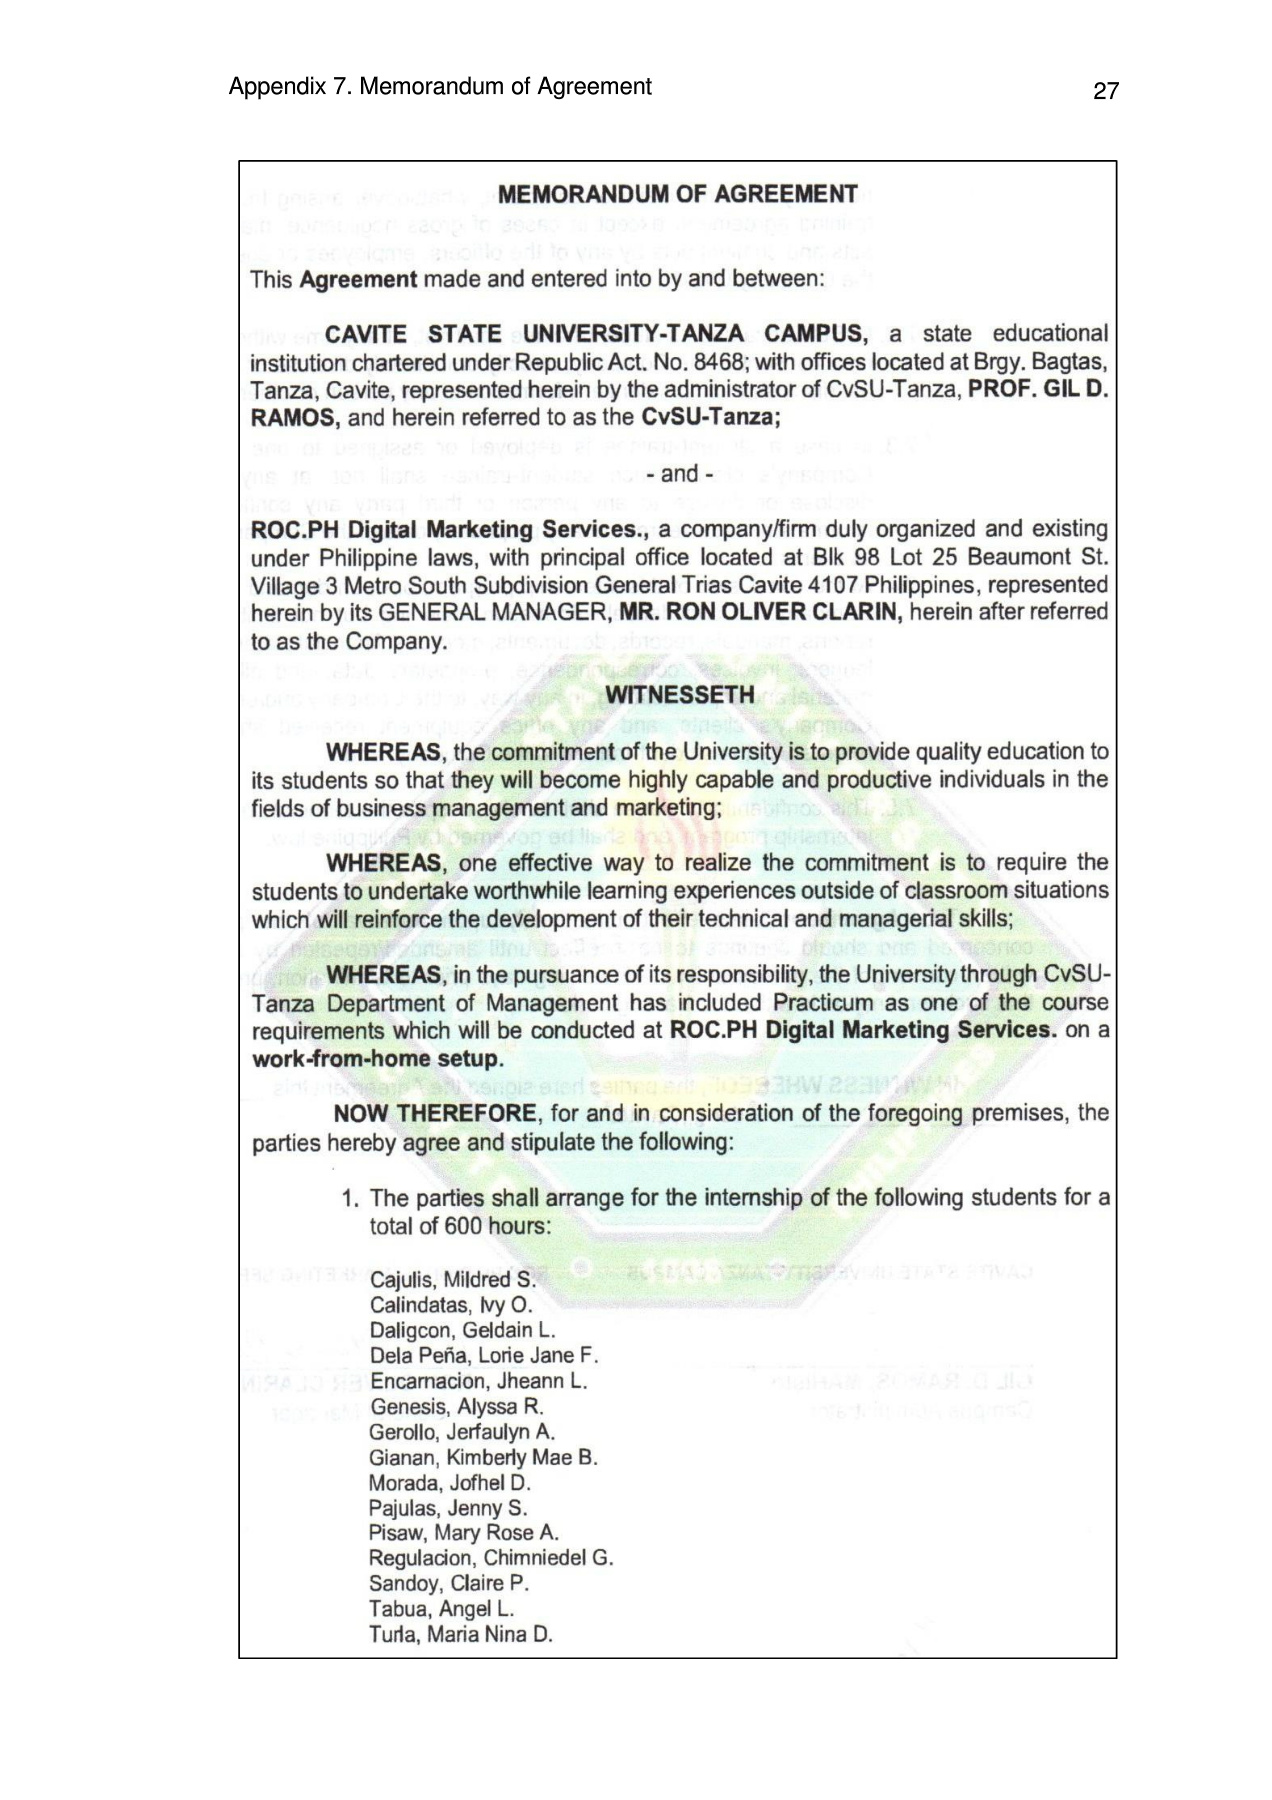 Appendix 7. Memorandum of Agreement
27
MEMORANDUM OF AGREEMENT
This Agreement made and entered into by and between:
CAVITE STATE UNIVERSITY-TANZA CAMPUS, a state educational
institution chartered under Republic Act. No. 8468; with offices located at Brgy. Bagtas,
Tanza, Cavite, represented herein by the administrator of CvSU-Tanza, PROF. GIL D.
RAMOS, and herein referred to as the CvSU-Tanza;
- and -
ROC.PH Digital Marketing Services., a company/firm duly organized and existing
under Philippine laws, with principal office located at Blk 98 Lot 25 Beaumont St.
Village 3 Metro South Subdivision General Trias Cavite 4107 Philippines, represented
herein by its GENERAL MANAGER, MR. RON OLIVER CLARIN, herein after referred
to as the Company.
WITNESSETH
WHEREAS, the commitment of the University is to provide quality education to
its students so that they will become highly capable and productive individuals in the
fields of business management and marketing;
WHEREAS, one effective way to realize the commitment is to require the
students to undertake worthwhile learning experiences outside of classroom situations
which will reinforce the development of their technical and managerial skills;
WHEREAS, in the pursuance of its responsibility, the University through CvSU-
Tanza Department of Management has included Practicum as one of the course
requirements which will be conducted at ROC.PH Digital Marketing Services. on a
work-from-home setup.
NOW THEREFORE, for and in consideration of the foregoing premises, the
parties hereby agree and stipulate the following:
1. The parties shall arrange for the internship of the following students for a
total of 600 hours:
Cajulis, Mildred S.
Calindatas, Ivy O.
Daligcon, Geldain L.
Dela Peña, Lorie Jane F.
Encarnacion, Jheann L.
Genesis, Alyssa R.
Gerollo, Jerfaulyn A.
Gianan, Kimberly Mae B.
Morada, Jofhel D.
Pajulas, Jenny S.
Pisaw, Mary Rose A.
Regulacion, Chimniedel G.
Sandoy, Claire P.
Tabua, Angel L.
Turla, Maria Nina D.